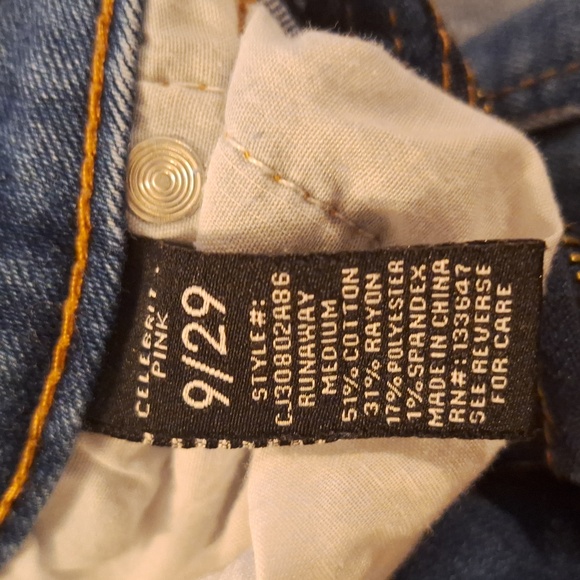 CELEBRITY
PINK
9/29
STYLE#:
CJ30802A86
RUNAWAY
MEDIUM
51% COTTON
31% RAYON
17% POLYESTER
1% SPANDEX
MADE IN CHINA
RN#: 133647
SEE REVERSE
FOR CARE